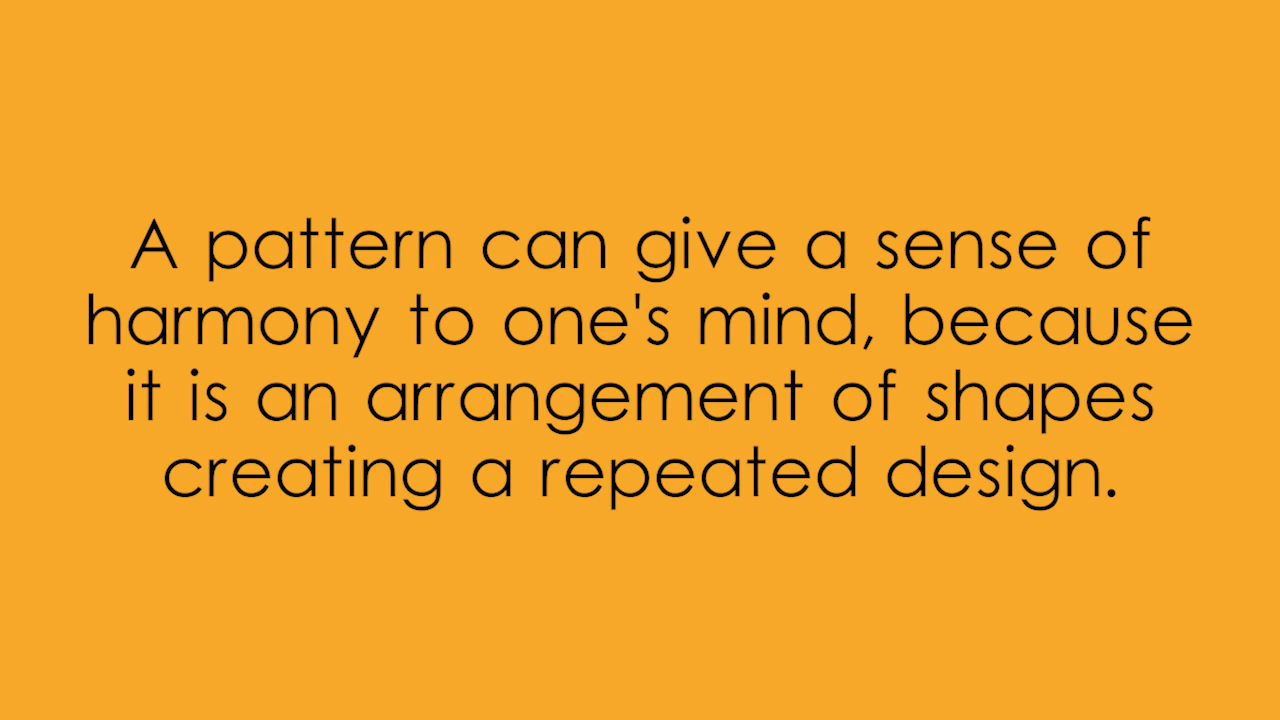 A pattern can give a sense of
harmony to one's mind, because
it is an arrangement of shapes
creating a repeated design.